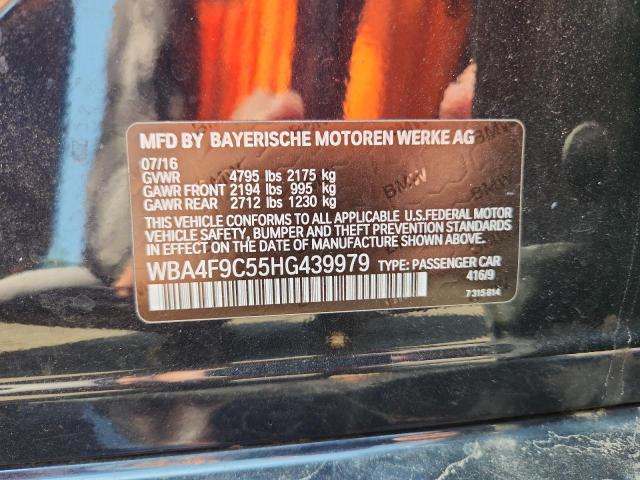 MFD BY BAYERISCHE MOTOREN WERKE AG
07/16
GVWR 4795 lbs 2175 kg
GAWR FRONT 2194 lbs 995 kg
GAWR REAR 2712 lbs 1230 kg
THIS VEHICLE CONFORMS TO ALL APPLICABLE U.S.FEDERAL MOTOR
VEHICLE SAFETY, BUMPER AND THEFT PREVENTION STANDARDS
IN EFFECT ON THE DATE OF MANUFACTURE SHOWN ABOVE.
WBA4F9C55HG439979 TYPE: PASSENGER CAR
416/9
7315814